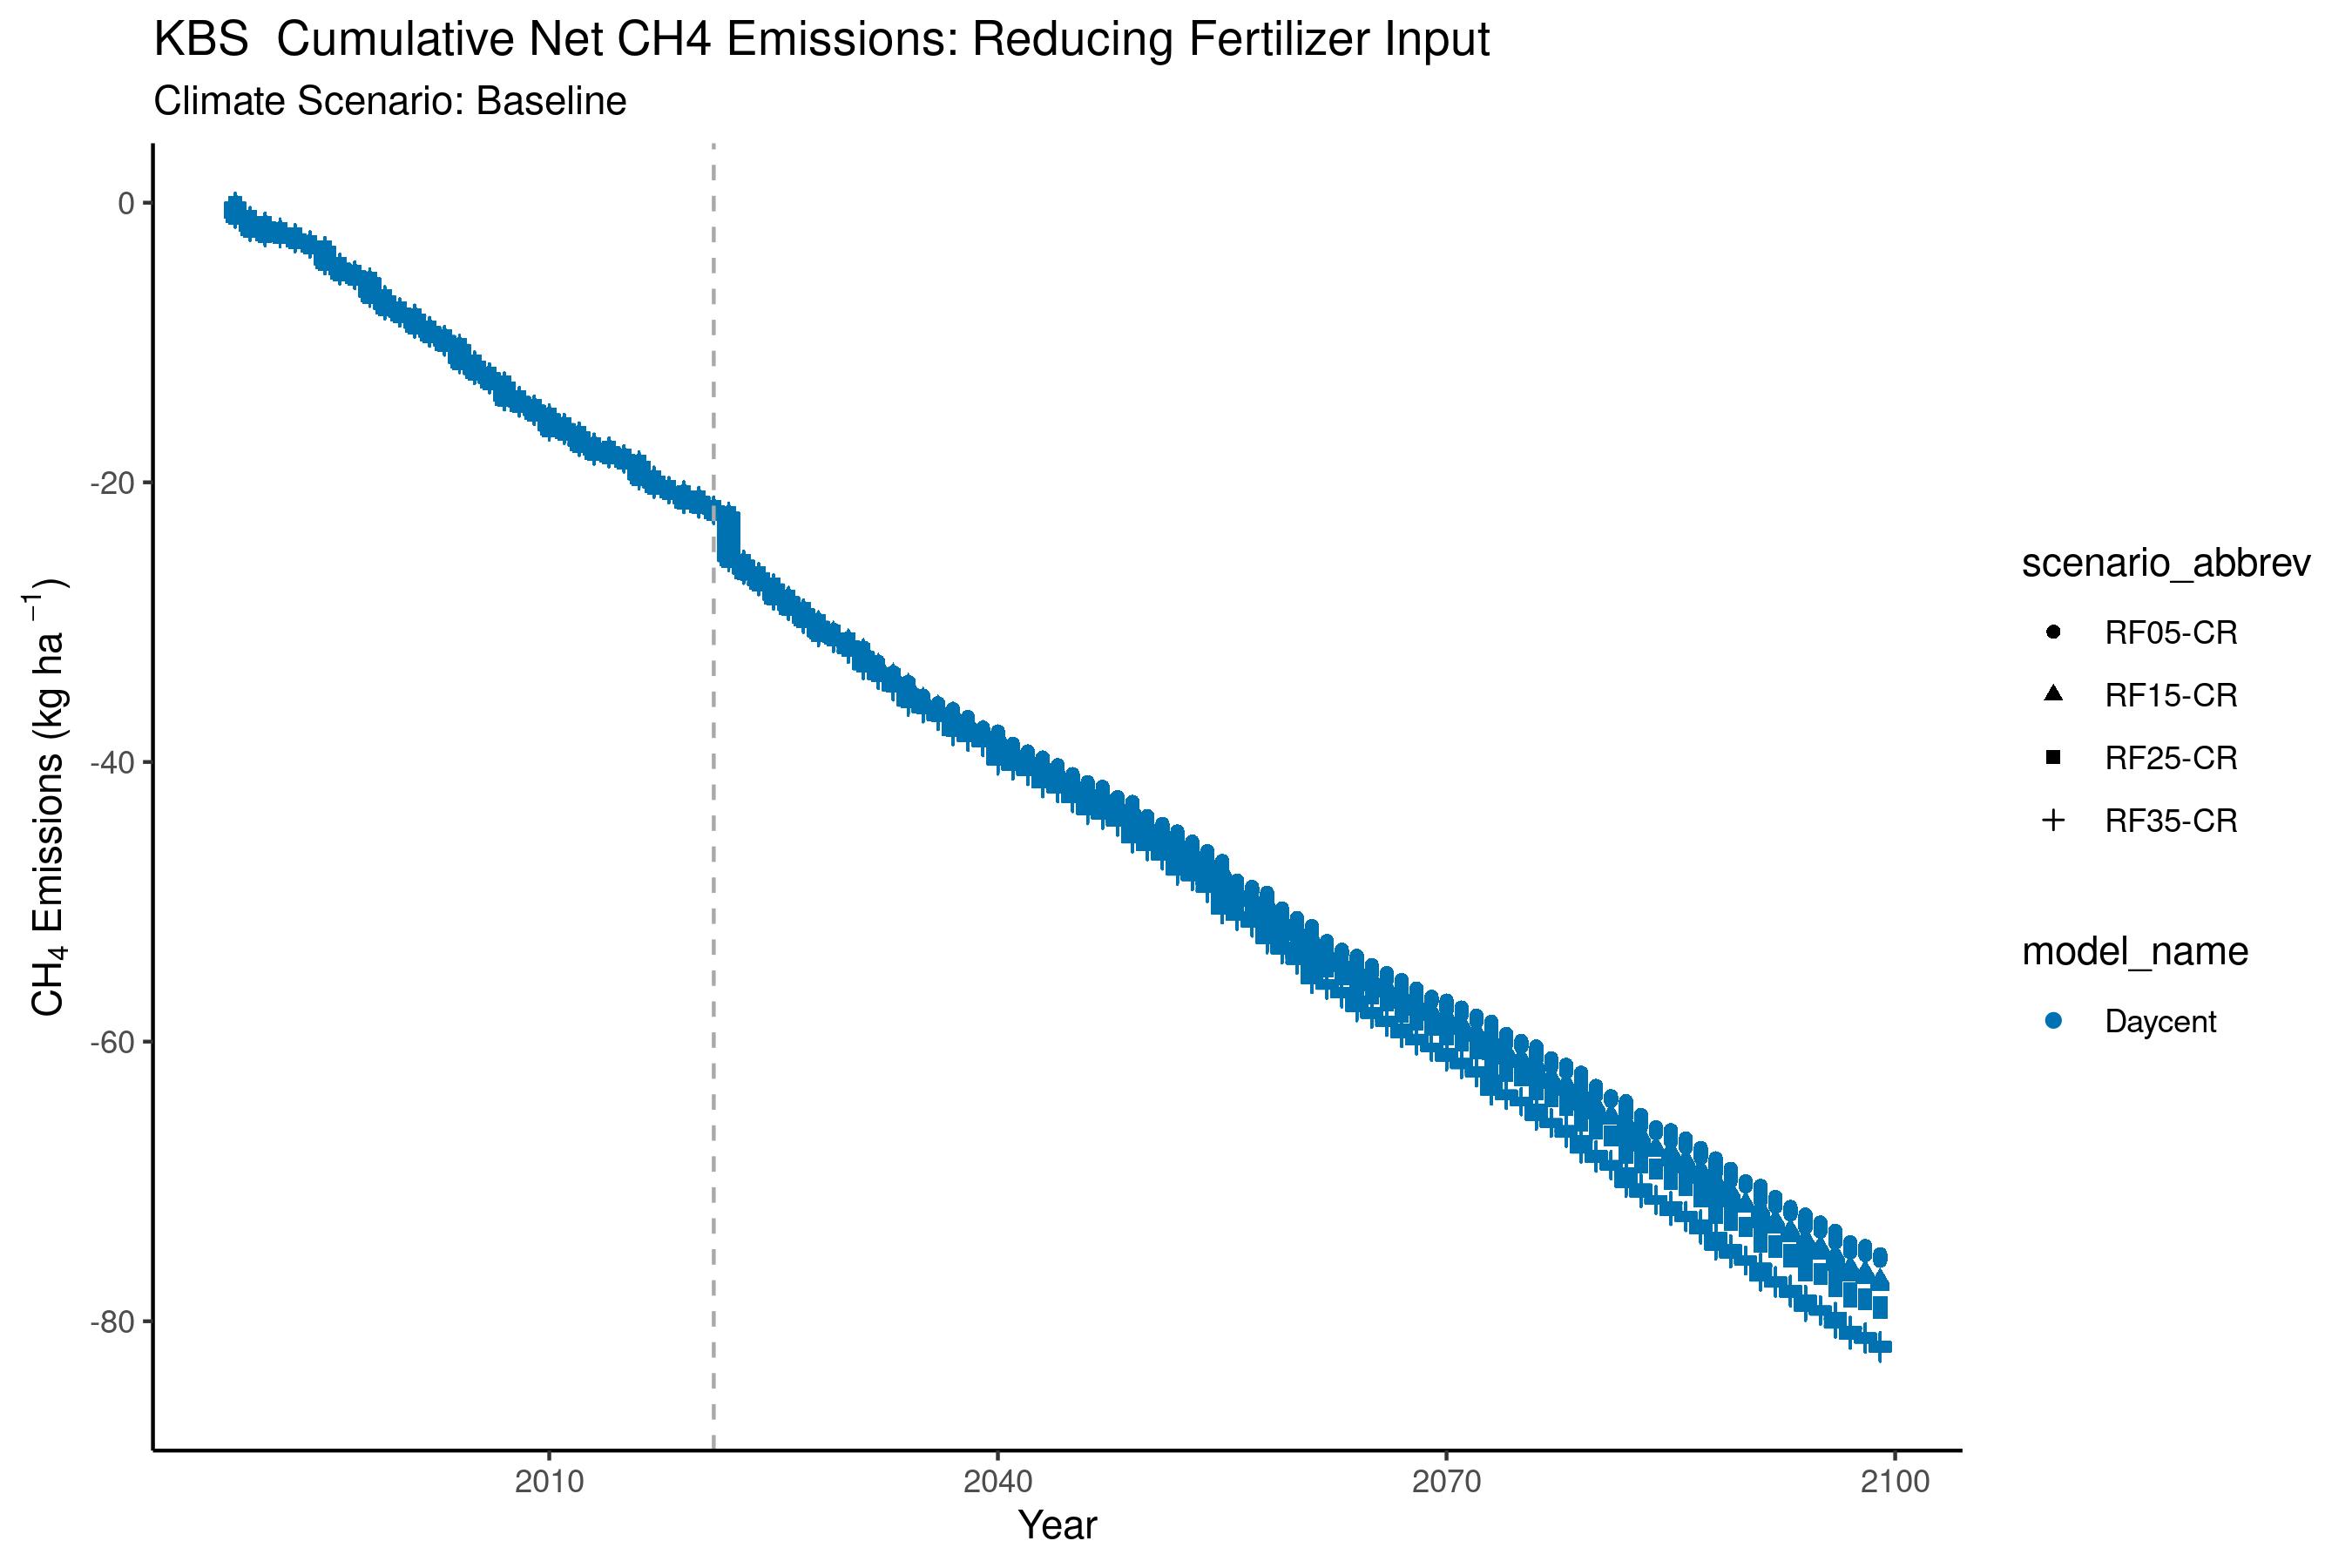 KBS  Cumulative Net CH4 Emissions: Reducing Fertilizer Input
Climate Scenario: Baseline
CH₄ Emissions (kg ha ⁻¹)
0
-20
-40
-60
-80
2010
2040
2070
2100
Year
scenario_abbrev
RF05-CR
RF15-CR
RF25-CR
RF35-CR
model_name
Daycent